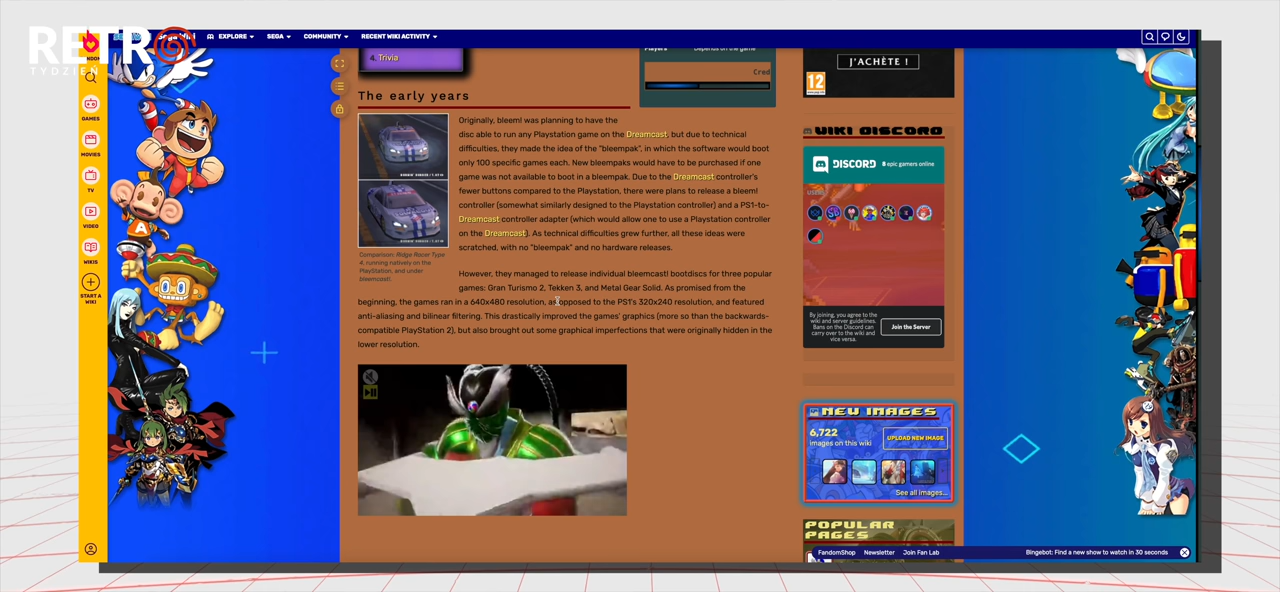 RETRO
TYDZIEŃ
Sega Wiki
EXPLORE
SEGA
COMMUNITY
RECENT WIKI ACTIVITY
GAMES
MOVIES
TV
VIDEO
WIKIS
START A
WIKI
4. Trivia
Players
Depends on the game
Cred
The early years
Originally, bleem! was planning to have the
disc able to run any Playstation game on the Dreamcast, but due to technical
difficulties, they made the idea of the "bleempak", in which the software would boot
only 100 specific games each. New bleempaks would have to be purchased if one
game was not available to boot in a bleempak. Due to the Dreamcast controller's
fewer buttons compared to the Playstation, there were plans to release a bleem!
controller (somewhat similarly designed to the Playstation controller) and a PS1-to-
Dreamcast controller adapter (which would allow one to use a Playstation controller
on the Dreamcast). As technical difficulties grew further, all these ideas were
scratched, with no "bleempak" and no hardware releases.
Comparison: Ridge Racer Type
4, running natively on the
PlayStation, and under
bleemcast!.
However, they managed to release individual bleemcast! bootdiscs for three popular
games: Gran Turismo 2, Tekken 3, and Metal Gear Solid. As promised from the
beginning, the games ran in a 640x480 resolution, as opposed to the PS1's 320x240 resolution, and featured
anti-aliasing and bilinear filtering. This drastically improved the games' graphics (more so than the backwards-
compatible PlayStation 2), but also brought out some graphical imperfections that were originally hidden in the
lower resolution.
J'ACHÈTE !
12
WIKI DISCORD
DISCORD
8 epic gamers online
By joining, you agree to the
wiki and server guidelines.
Bans on the Discord can
carry over to the wiki and
vice versa.
Join the Server
NEW IMAGES
6,722
images on this wiki
UPLOAD NEW IMAGE
See all images...
POPULAR
PAGES
FandomShop
Newsletter
Join Fan Lab
Bingebot: Find a new show to watch in 30 seconds